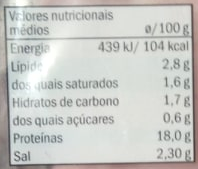 Valores nutricionais
médios ø/100 g
Energia 439 kJ/ 104 kcal
Lípidos 2,8 g
dos quais saturados 1,6 g
Hidratos de carbono 1,7 g
dos quais açúcares 0,6 g
Proteínas 18,0 g
Sal 2,30 g